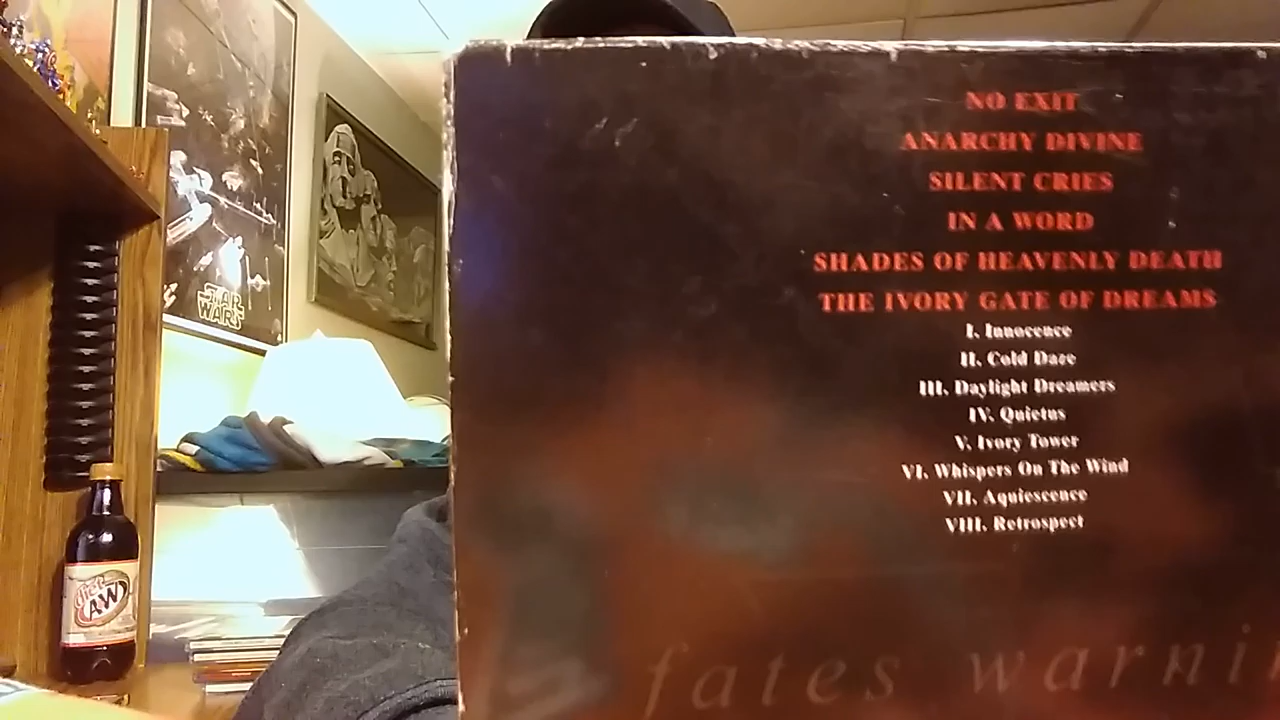 NO EXIT
ANARCHY DIVINE
SILENT CRIES
IN A WORD
SHADES OF HEAVENLY DEATH
THE IVORY GATE OF DREAMS
I. Innocence
II. Cold Daze
III. Daylight Dreamers
IV. Quietus
V. Ivory Tower
VI. Whispers On The Wind
VII. Aquiescence
VIII. Retrospect
fates warni
STAR
WARS
diet
A&W